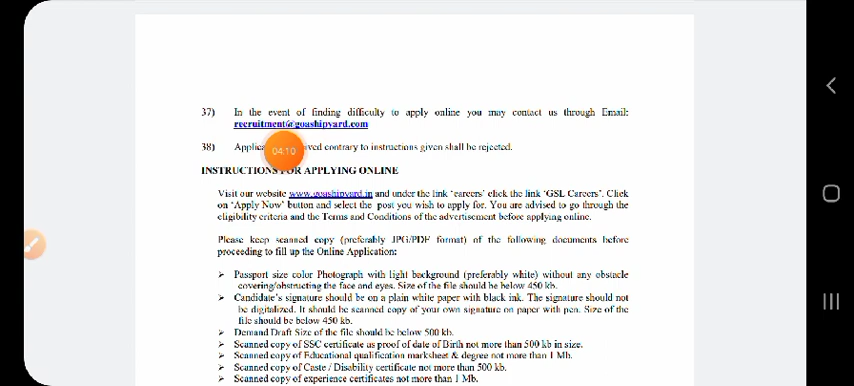 37) In the event of finding difficulty to apply online you may contact us through Email:
recruitment@goashipyard.com
38) Applica ived contrary to instructions given shall be rejected.
04:10
INSTRUCTIONS FOR APPLYING ONLINE
Visit our website www.goashipyard.in and under the link ‘careers’ click the link ‘GSL Careers’. Click
on ‘Apply Now’ button and select the post you wish to apply for. You are advised to go through the
eligibility criteria and the Terms and Conditions of the advertisement before applying online.
Please keep scanned copy (preferably JPG/PDF format) of the following documents before
proceeding to fill up the Online Application:
➢ Passport size color Photograph with light background (preferably white) without any obstacle
covering/obstructing the face and eyes. Size of the file should be below 450 kb.
➢ Candidate’s signature should be on a plain white paper with black ink. The signature should not
be digitalized. It should be scanned copy of your own signature on paper with pen. Size of the
file should be below 450 kb.
➢ Demand Draft Size of the file should be below 500 kb.
➢ Scanned copy of SSC certificate as proof of date of Birth not more than 500 kb in size.
➢ Scanned copy of Educational qualification marksheet & degree not more than 1 Mb.
➢ Scanned copy of Caste / Disability certificate not more than 500 kb.
➢ Scanned copy of experience certificates not more than 1 Mb.